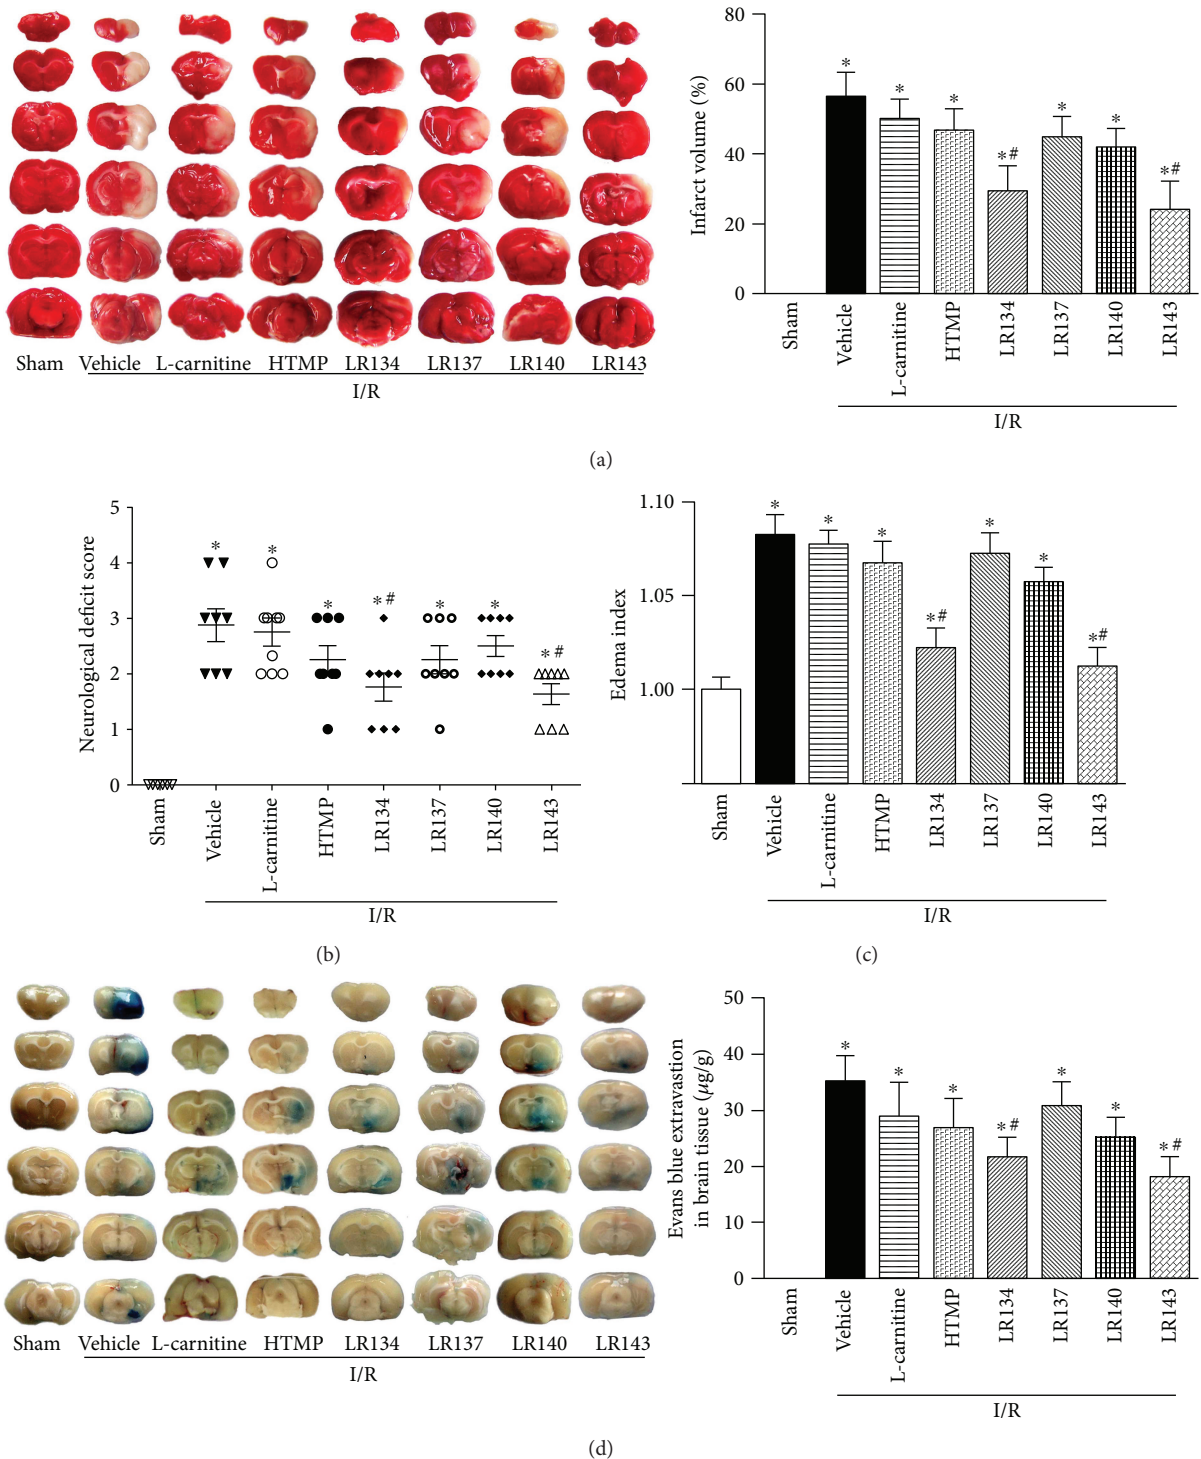 Sham Vehicle L-carnitine HTMP LR134 LR137 LR140 LR143
I/R
Infarct volume (%)
80
60
40
20
0
* * * *# * * *#
Sham Vehicle L-carnitine HTMP LR134 LR137 LR140 LR143
I/R
(a)
Neurological deficit score
5
4
3
2
1
0
* * * *# * * *#
Sham Vehicle L-carnitine HTMP LR134 LR137 LR140 LR143
I/R
(b)
Edema index
1.10
1.05
1.00
* * * *# * * *#
Sham Vehicle L-carnitine HTMP LR134 LR137 LR140 LR143
I/R
(c)
Sham Vehicle L-carnitine HTMP LR134 LR137 LR140 LR143
I/R
Evans blue extravastion
in brain tissue (μg/g)
50
40
30
20
10
0
* * * *# * * *#
Sham Vehicle L-carnitine HTMP LR134 LR137 LR140 LR143
I/R
(d)